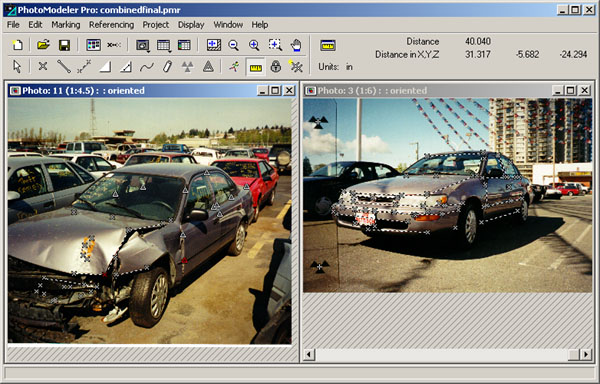 PhotoModeler Pro: combinedfinal.pmr
File Edit Marking Referencing Project Display Window Help
Distance 40.040
Distance in X,Y,Z 31.317 -5.682 -24.294
Units: in
Photo: 11 (1:4.5) : : oriented
Photo: 3 (1:6) : : oriented